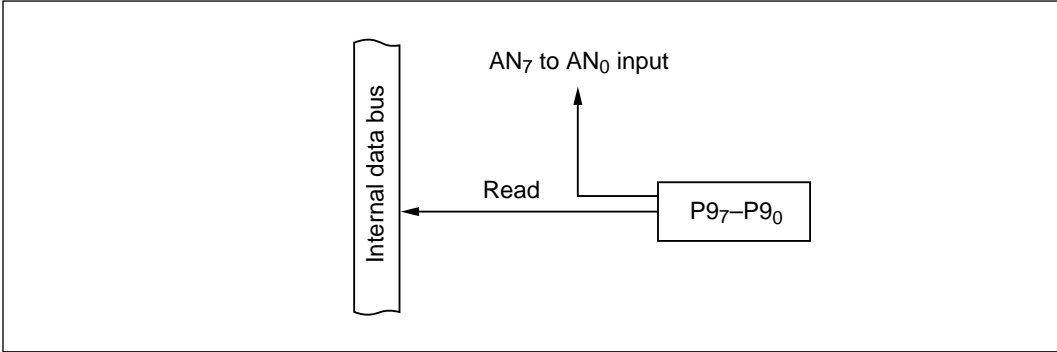 AN₇ to AN₀ input
Internal data bus
Read
P9₇–P9₀